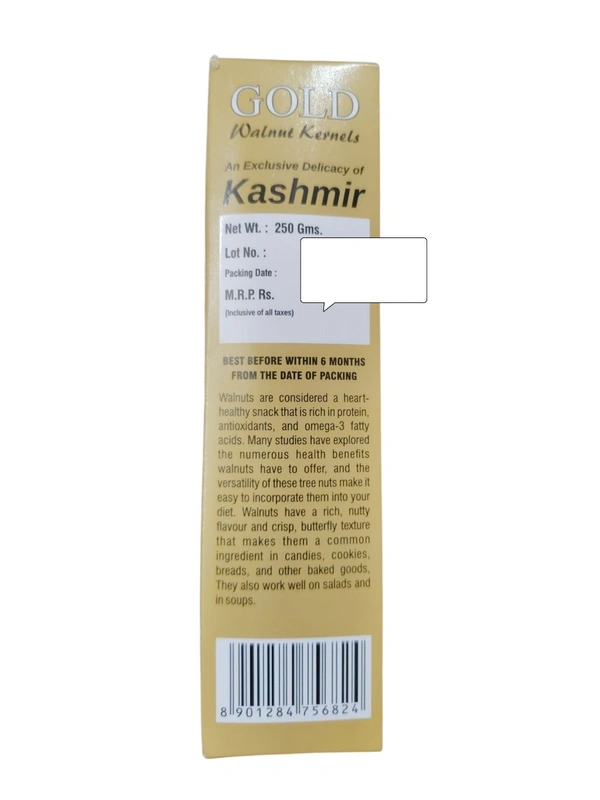 GOLD
Walnut Kernels
An Exclusive Delicacy of
Kashmir
Net Wt. : 250 Gms.
Lot No. :
Packing Date :
M.R.P. Rs.
(Inclusive of all taxes)
BEST BEFORE WITHIN 6 MONTHS
FROM THE DATE OF PACKING
Walnuts are considered a heart-
healthy snack that is rich in protein,
antioxidants, and omega-3 fatty
acids. Many studies have explored
the numerous health benefits
walnuts have to offer, and the
versatility of these tree nuts make it
easy to incorporate them into your
diet. Walnuts have a rich, nutty
flavour and crisp, butterfly texture
that makes them a common
ingredient in candies, cookies,
breads, and other baked goods,
They also work well on salads and
in soups.
8 901284 756824